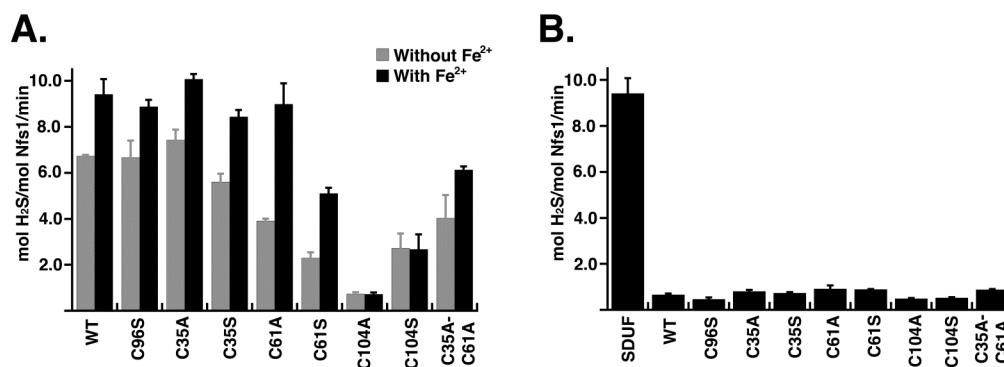 A.
Without Fe²⁺
With Fe²⁺
mol H₂S/mol Nfs1/min
10.0
8.0
6.0
4.0
2.0
WT
C96S
C35A
C35S
C61A
C61S
C104A
C104S
C35A-
C61A
B.
mol H₂S/mol Nfs1/min
10.0
8.0
6.0
4.0
2.0
SDUF
WT
C96S
C35A
C35S
C61A
C61S
C104A
C104S
C35A-
C61A